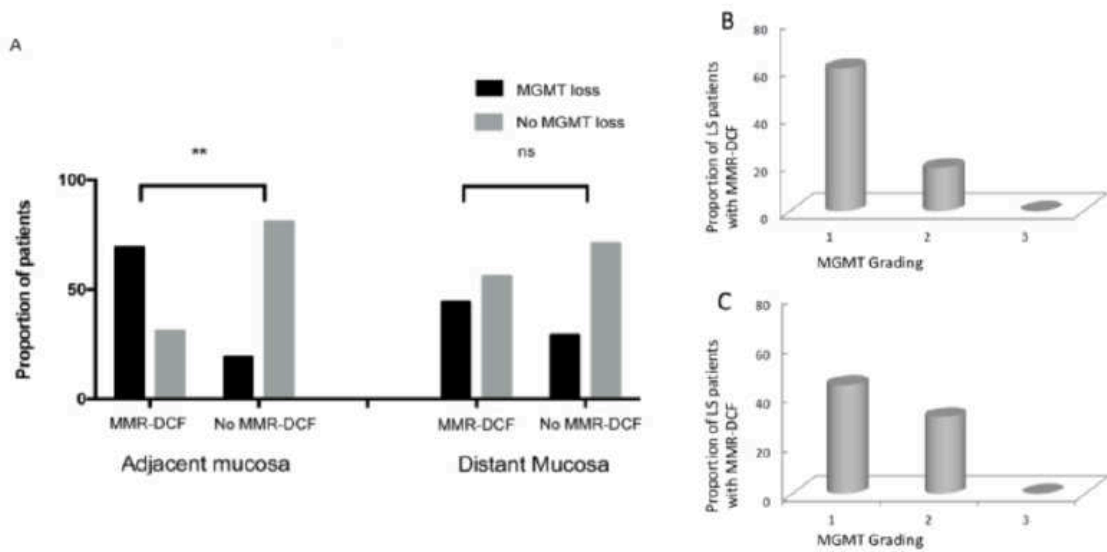 A
MGMT loss
No MGMT loss
**
ns
100
50
0
Proportion of patients
MMR-DCF
No MMR-DCF
MMR-DCF
No MMR-DCF
Adjacent mucosa
Distant Mucosa
B
80
60
40
20
0
Proportion of LS patients
with MMR-DCF
1
2
3
MGMT Grading
C
80
60
40
20
0
Proportion of LS patients
with MMR-DCF
1
2
3
MGMT Grading